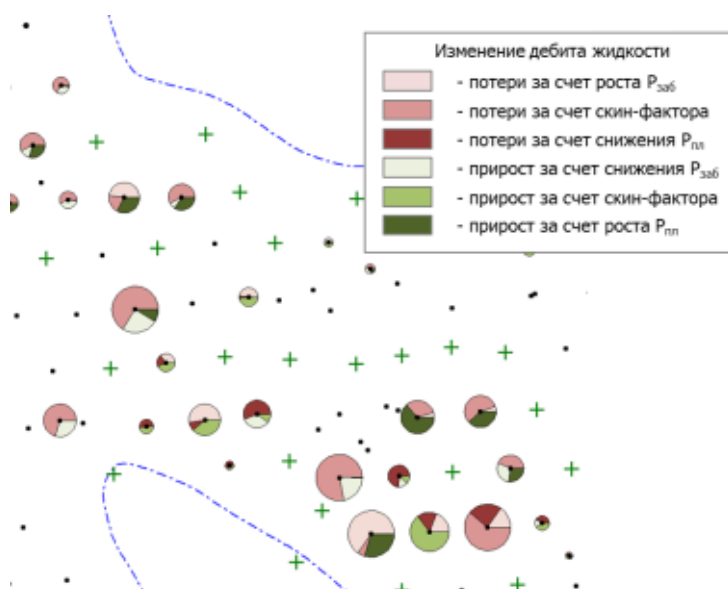 Изменение дебита жидкости
- потери за счет роста Pзаб
- потери за счет скин-фактора
- потери за счет снижения Pпл
- прирост за счет снижения Pзаб
- прирост за счет скин-фактора
- прирост за счет роста Pпл